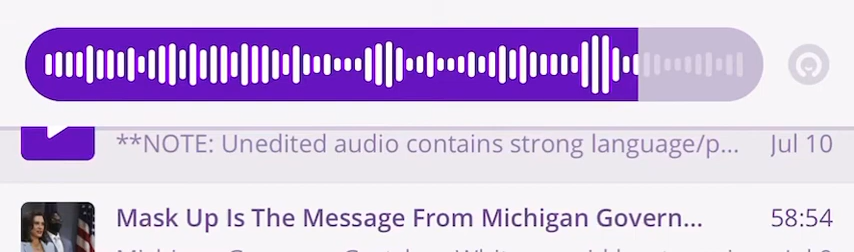 **NOTE: Unedited audio contains strong language/p... Jul 10
Mask Up Is The Message From Michigan Govern... 58:54